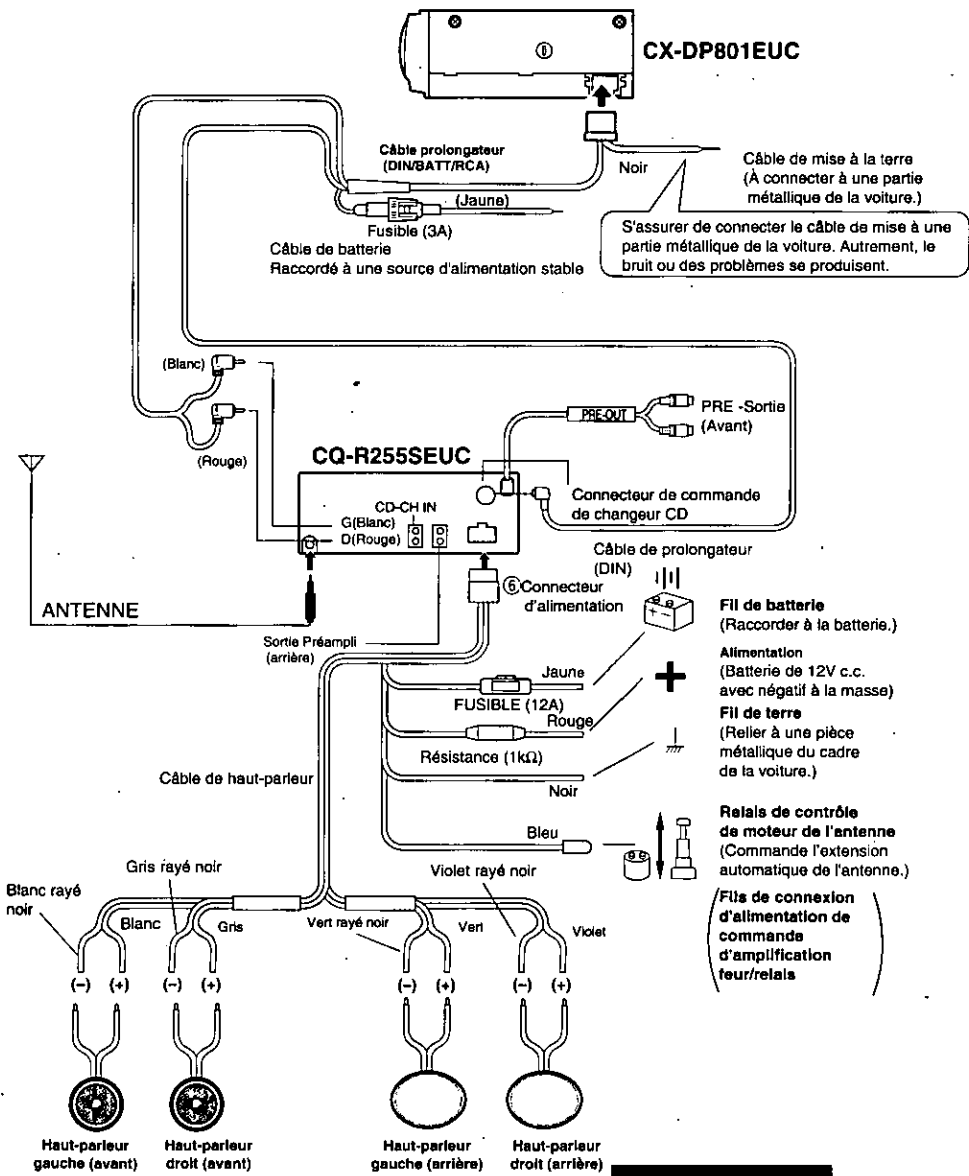 CX-DP801EUC
Câble prolongateur
(DIN/BATT/RCA)
Noir
Câble de mise à la terre
(À connecter à une partie
métallique de la voiture.)
(Jaune)
Fusible (3A)
S'assurer de connecter le câble de mise à une
partie métallique de la voiture. Autrement, le
bruit ou des problèmes se produisent.
Câble de batterie
Raccordé à une source d'alimentation stable
(Blanc)
(Rouge)
PRE-OUT
PRE -Sortie
(Avant)
CQ-R255SEUC
CD-CH IN
G(Blanc)
D(Rouge)
Connecteur de commande
de changeur CD
Câble de prolongateur
(DIN)
ANTENNE
⑥Connecteur
d'alimentation
Sortie Préampli
(arrière)
Fil de batterie
(Raccorder à la batterie.)
Jaune
FUSIBLE (12A)
Alimentation
(Batterie de 12V c.c.
avec négatif à la masse)
Rouge
Résistance (1kΩ)
Fil de terre
(Relier à une pièce
métallique du cadre
de la voiture.)
Noir
Câble de haut-parleur
Bleu
Relais de contrôle
de moteur de l'antenne
(Commande l'extension
automatique de l'antenne.)
(Fils de connexion
d'alimentation de
commande
d'amplification
feur/relais)
Blanc rayé
noir
Blanc
Gris rayé noir
Gris
Vert rayé noir
Vert
Violet rayé noir
Violet
(−) (+) (−) (+) (−) (+) (−) (+)
Haut-parleur
gauche (avant)
Haut-parleur
droit (avant)
Haut-parleur
gauche (arrière)
Haut-parleur
droit (arrière)